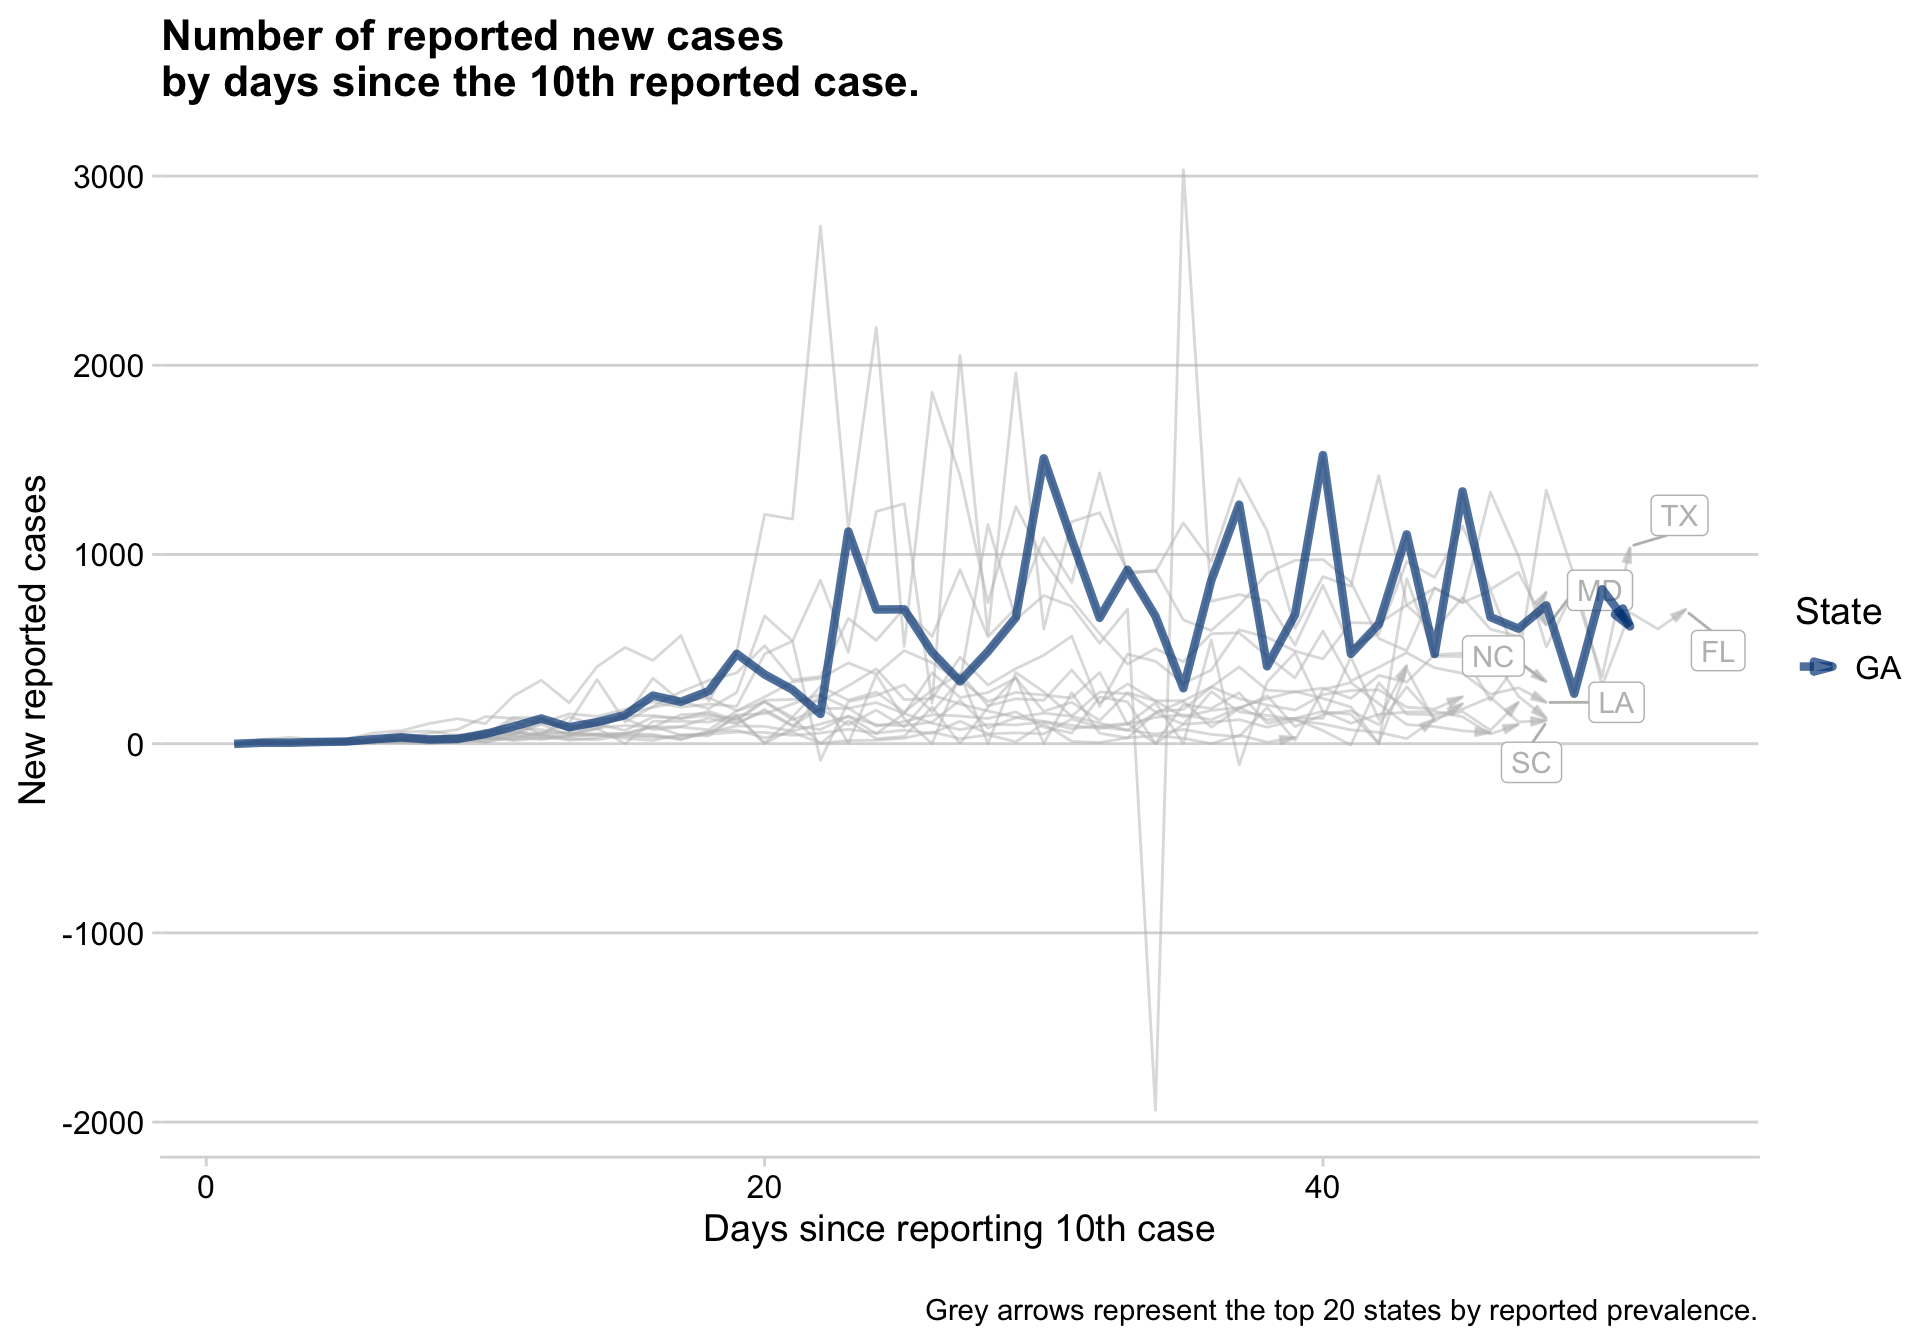 Number of reported new cases
by days since the 10th reported case.
New reported cases
3000
2000
1000
0
-1000
-2000
TX
MD
FL
NC
LA
SC
State
GA
0
20
40
Days since reporting 10th case
Grey arrows represent the top 20 states by reported prevalence.